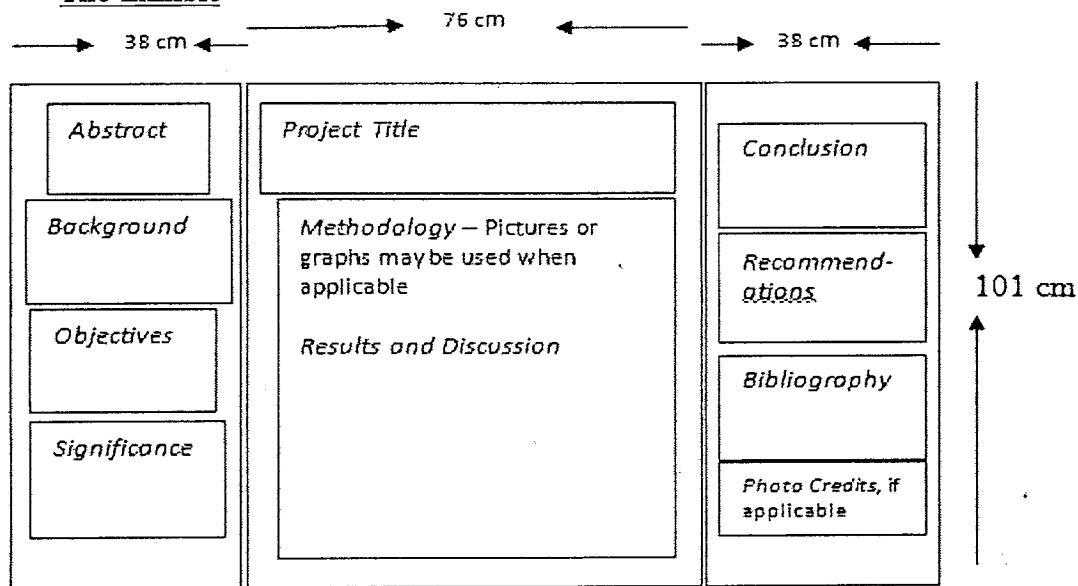 76 cm
38 cm
38 cm
Abstract
Background
Objectives
Significance
Project Title
Methodology – Pictures or
graphs may be used when
applicable
Results and Discussion
Conclusion
Recommend-
ations
Bibliography
Photo Credits, if
applicable
101 cm